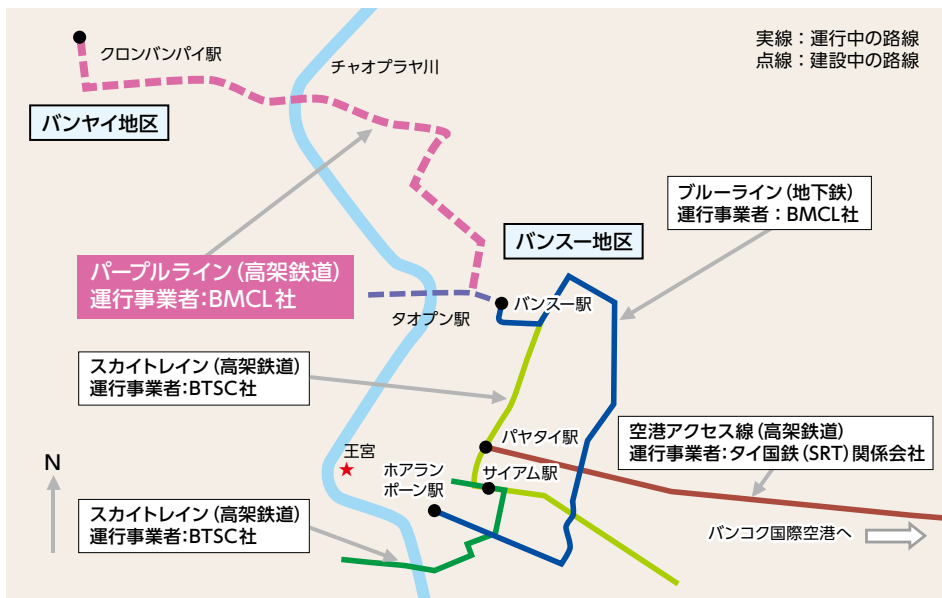 クロンバンパイ駅
チャオプラヤ川
実線：運行中の路線
点線：建設中の路線
バンヤイ地区
ブルーライン（地下鉄）
運行事業者：BMCL社
バンスー地区
パープルライン（高架鉄道）
運行事業者：BMCL社
バンスー駅
タオプン駅
スカイトレイン（高架鉄道）
運行事業者：BTSC社
パヤタイ駅
空港アクセス線（高架鉄道）
運行事業者：タイ国鉄（SRT）関係会社
N
王宮
サイアム駅
ホアラン
ポーン駅
スカイトレイン（高架鉄道）
運行事業者：BTSC社
バンコク国際空港へ